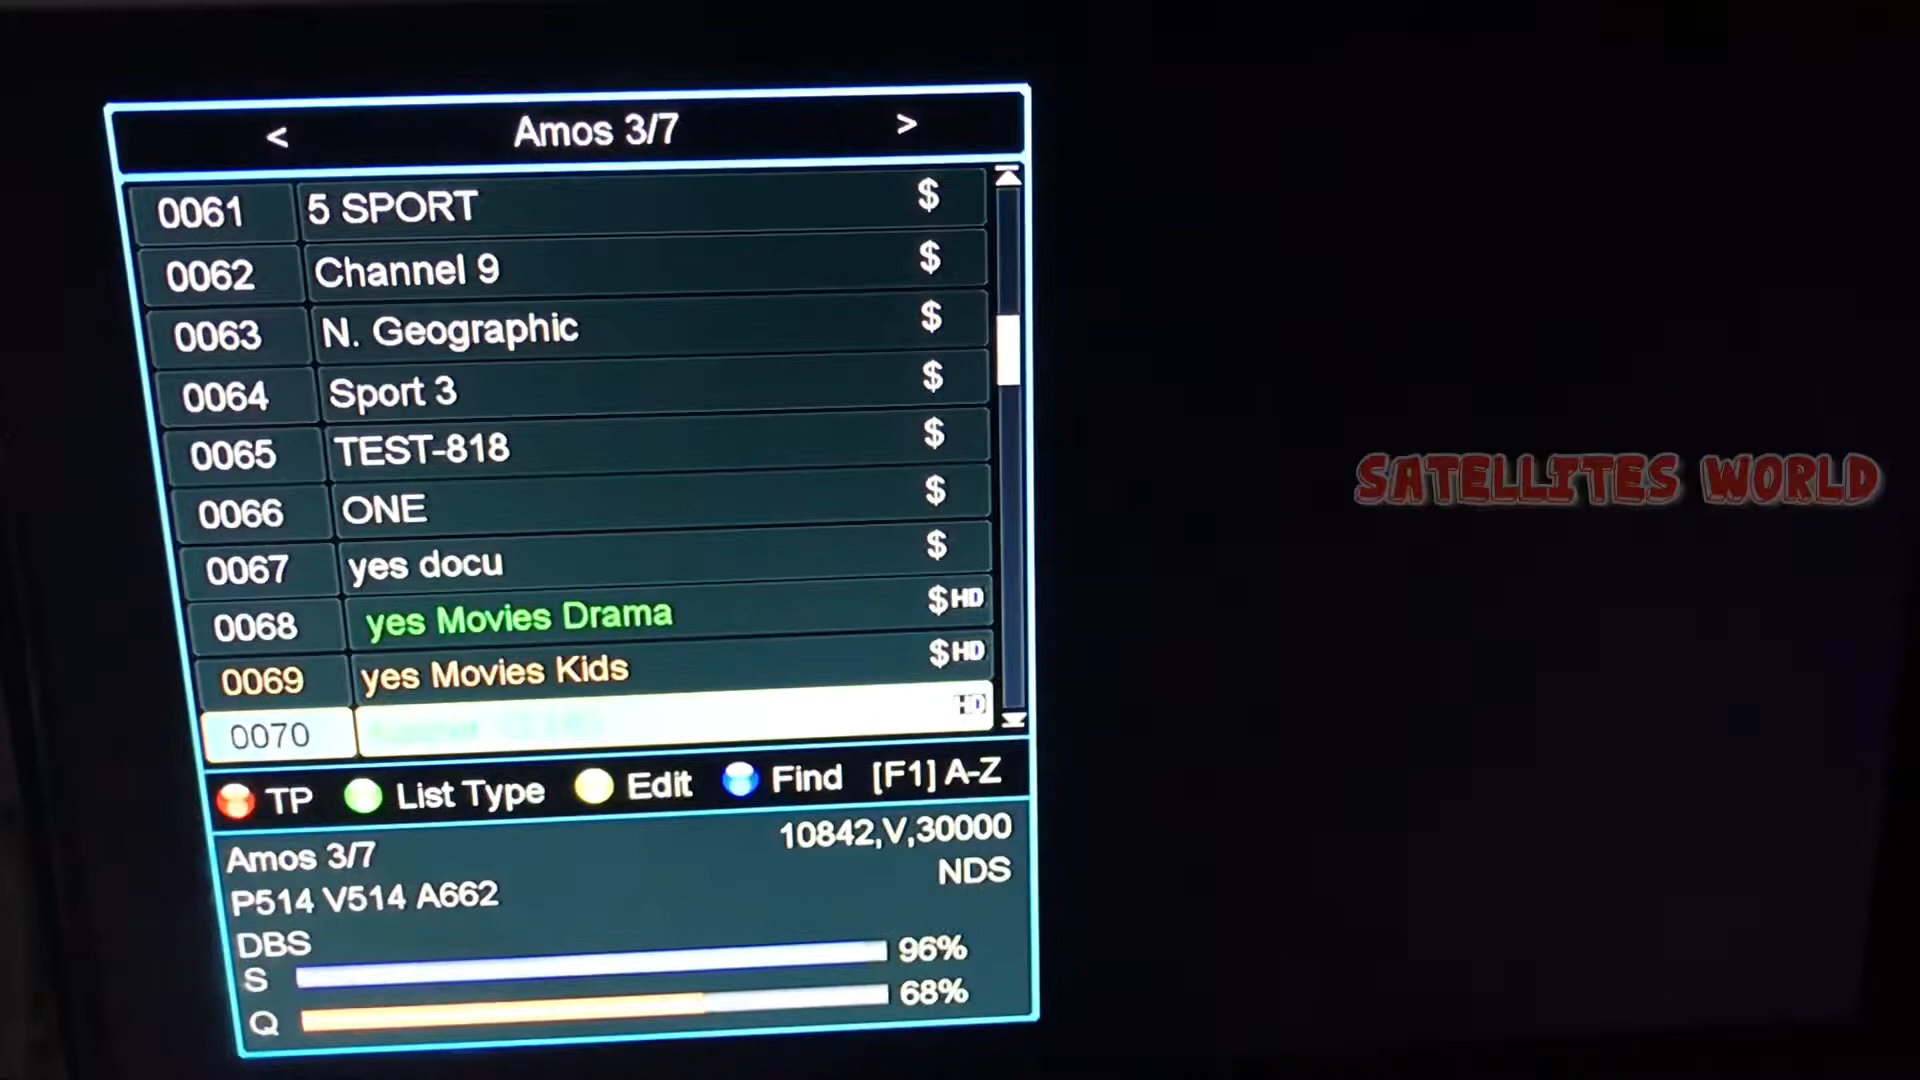 < Amos 3/7 >
0061 5 SPORT $
0062 Channel 9 $
0063 N. Geographic $
0064 Sport 3 $
0065 TEST-818 $
0066 ONE $
0067 yes docu $
0068 yes Movies Drama $HD
0069 yes Movies Kids $HD
0070 HD
TP List Type Edit Find [F1] A-Z
Amos 3/7 10842,V,30000
P514 V514 A662 NDS
DBS
S 96%
Q 68%
SATELLITES WORLD